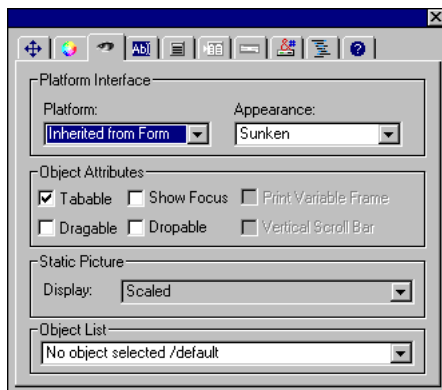 Ab
&#
?
Platform Interface
Platform:
Appearance:
Inherited from Form
Sunken
Object Attributes
Tabable
Show Focus
Print Variable Frame
Dragable
Dropable
Vertical Scroll Bar
Static Picture
Display:
Scaled
Object List
No object selected /default